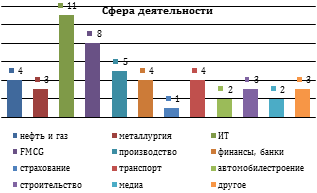 Сфера деятельности
4
3
11
8
5
4
1
4
2
3
2
3
нефть и газ
металлургия
ИТ
FMCG
производство
финансы, банки
страхование
транспорт
автомобилестроение
строительство
медиа
другое